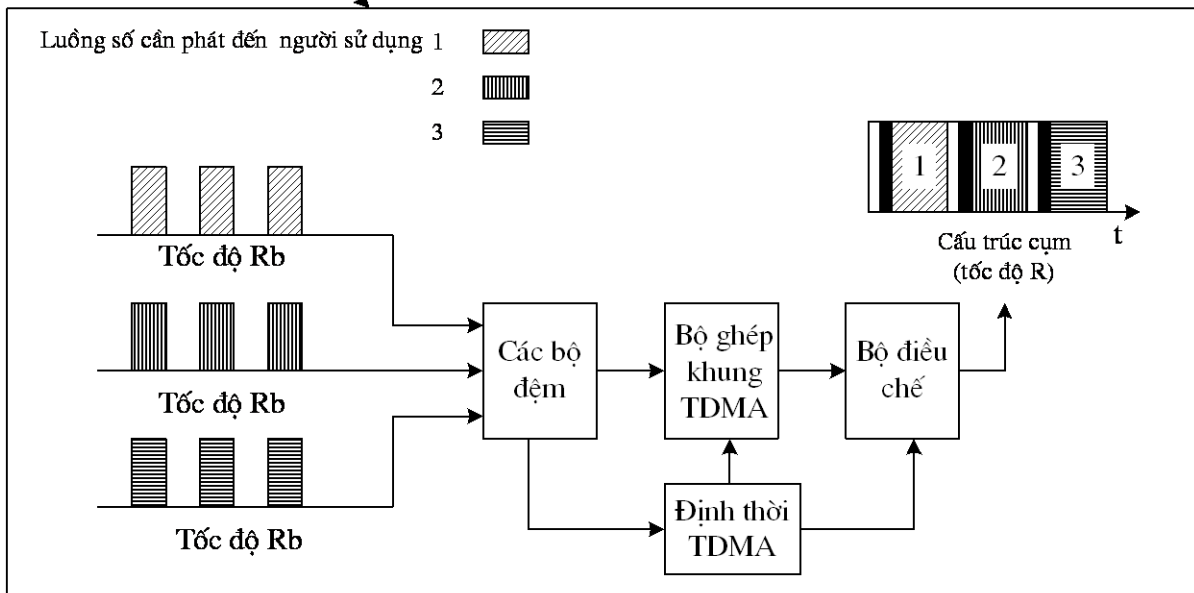 Luồng số cần phát đến người sử dụng 1
2
3
1 2 3
t
Cấu trúc cụm
(tốc độ R)
Tốc độ Rb
Tốc độ Rb
Tốc độ Rb
Các bộ
đệm
Bộ ghép
khung
TDMA
Bộ điều
chế
Định thời
TDMA